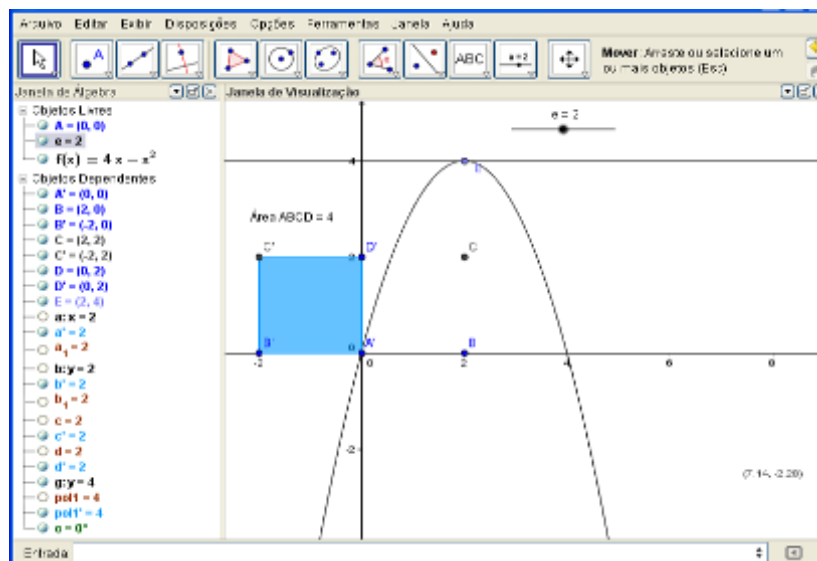 Arquivo Editar Exibir Disposições Opções Ferramentas Janela Ajuda
ABC
a=2
Mover: Arraste ou selecione um
ou mais objetos (Esc)
Janela de Álgebra
Janela de Visualização
Objetos Livres
A = (0, 0)
e = 2
f(x) = 4 x − x²
Objetos Dependentes
A' = (0, 0)
B = (2, 0)
B' = (-2, 0)
C = (2, 2)
C' = (-2, 2)
D = (0, 2)
D' = (0, 2)
E = (2, 4)
a: x = 2
a' = 2
a₁ = 2
b: y = 2
b' = 2
b₁ = 2
c = 2
c' = 2
d = 2
d' = 2
g: y = 4
pol1 = 4
pol1' = 4
α = 0°
e = 2
4
E
Área ABCD = 4
C'
2
D'
C
B'
0
A'
B
-2
0
2
4
6
8
-2
(7.14, -2.28)
Entrada